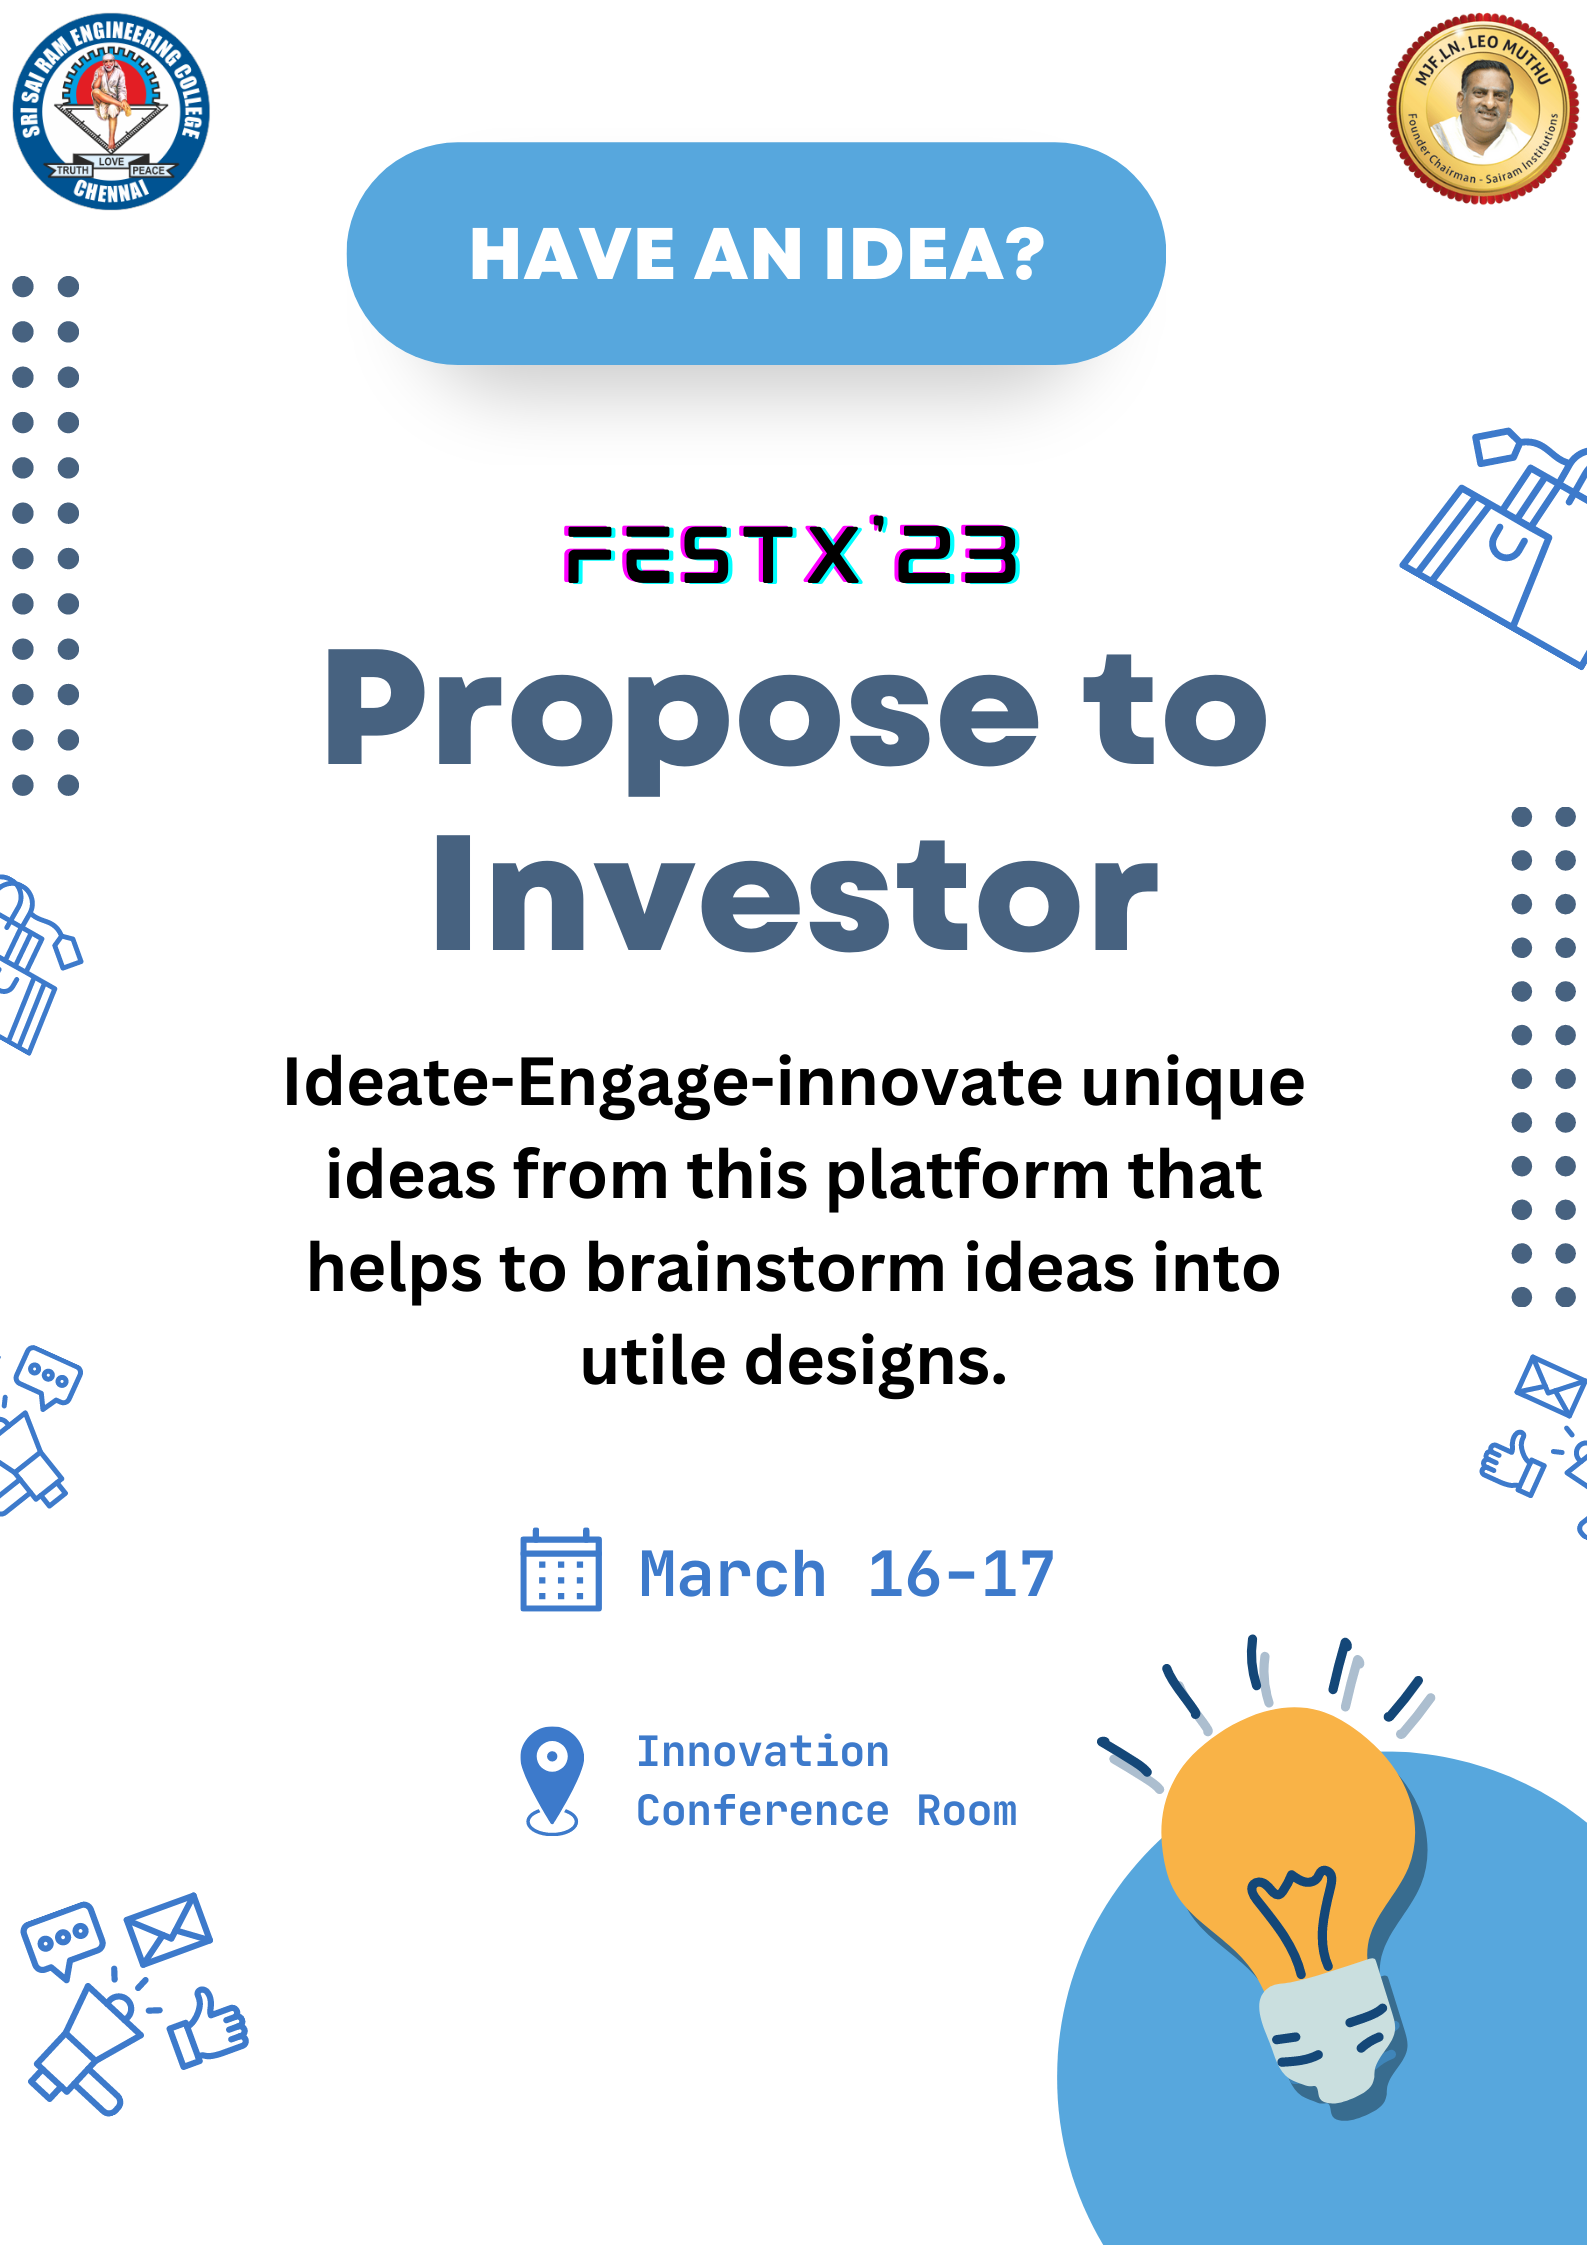 SRI SAI RAM ENGINEERING COLLEGE
LOVE
TRUTH PEACE
CHENNAI
MJF.LN. LEO MUTHU
Founder Chairman - Sairam Institutions
HAVE AN IDEA?
FESTX'23
Propose to
Investor
Ideate-Engage-innovate unique
ideas from this platform that
helps to brainstorm ideas into
utile designs.
March 16-17
Innovation
Conference Room